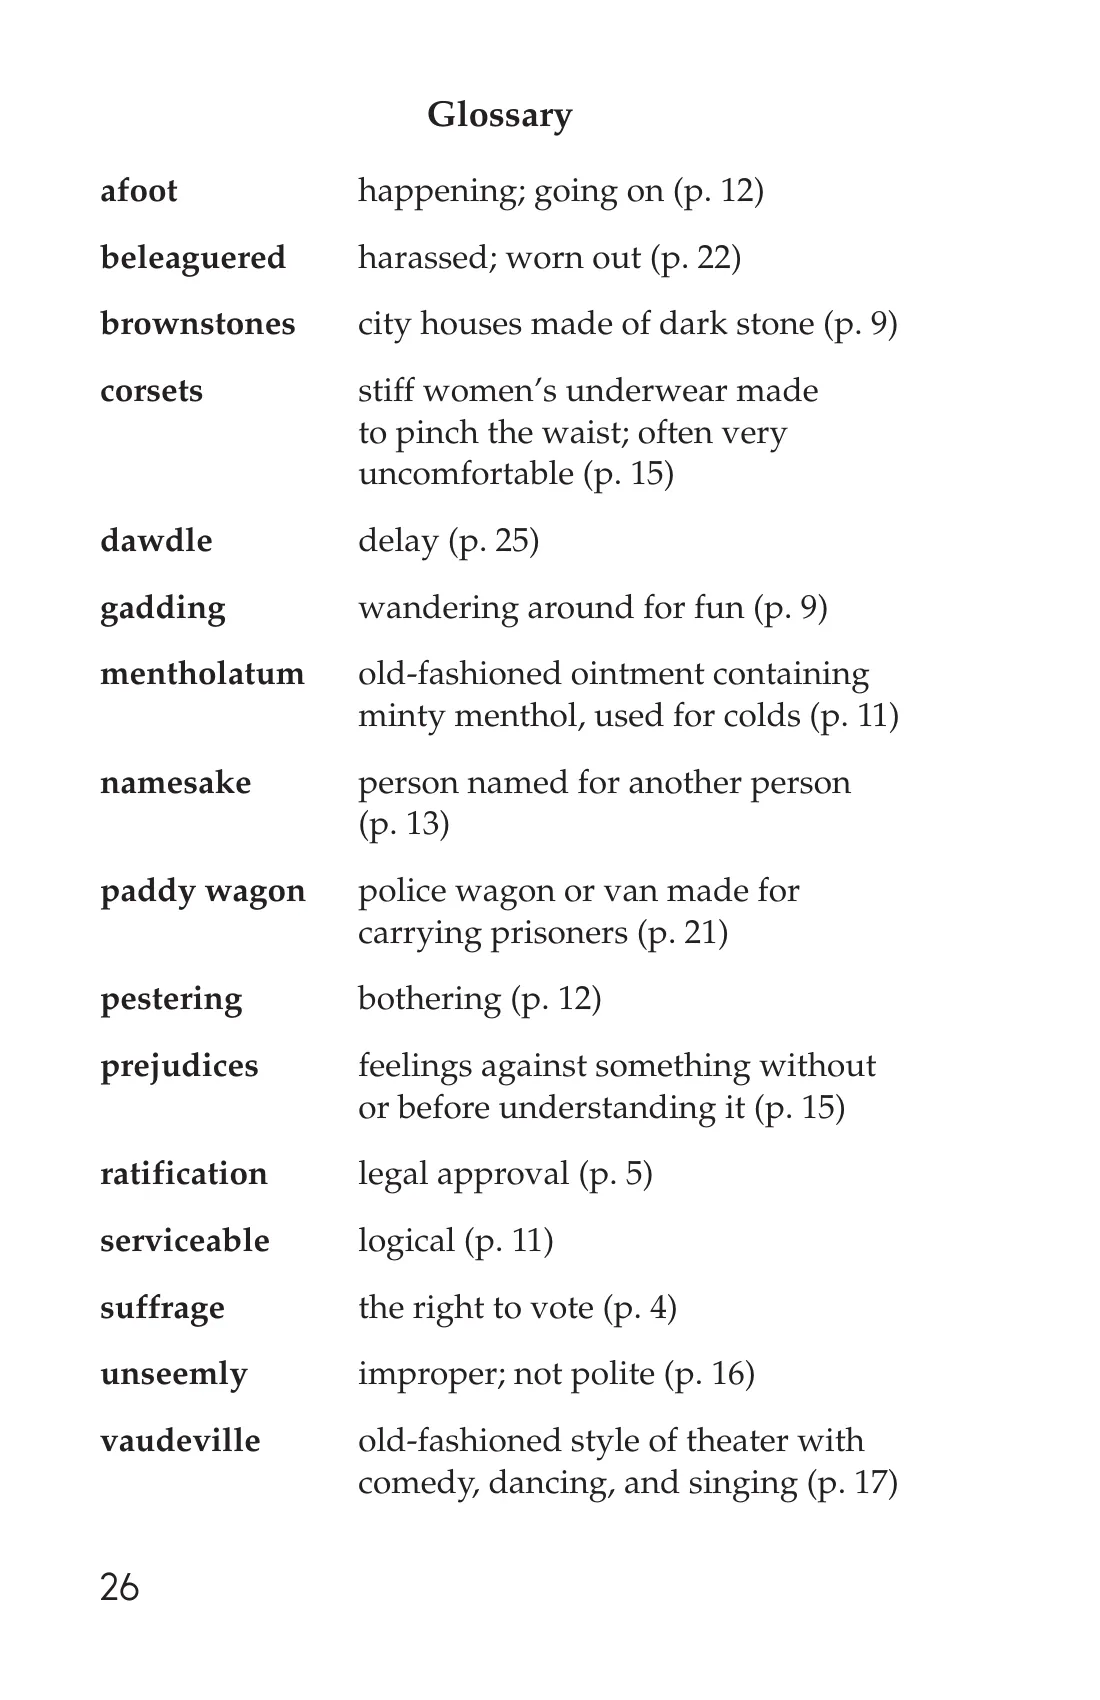 Glossary
afoot happening; going on (p. 12)
beleaguered harassed; worn out (p. 22)
brownstones city houses made of dark stone (p. 9)
corsets stiff women’s underwear made
to pinch the waist; often very
uncomfortable (p. 15)
dawdle delay (p. 25)
gadding wandering around for fun (p. 9)
mentholatum old-fashioned ointment containing
minty menthol, used for colds (p. 11)
namesake person named for another person
(p. 13)
paddy wagon police wagon or van made for
carrying prisoners (p. 21)
pestering bothering (p. 12)
prejudices feelings against something without
or before understanding it (p. 15)
ratification legal approval (p. 5)
serviceable logical (p. 11)
suffrage the right to vote (p. 4)
unseemly improper; not polite (p. 16)
vaudeville old-fashioned style of theater with
comedy, dancing, and singing (p. 17)
26